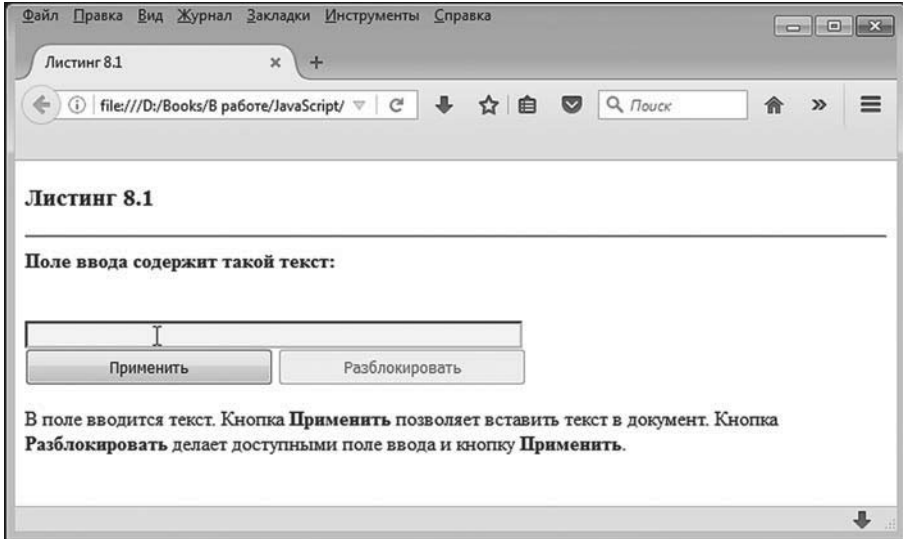 Файл Правка Вид Журнал Закладки Инструменты Справка
Листинг 8.1
file:///D:/Books/В работе/JavaScript/
Поиск
Листинг 8.1
Поле ввода содержит такой текст:
Применить Разблокировать
В поле вводится текст. Кнопка Применить позволяет вставить текст в документ. Кнопка
Разблокировать делает доступными поле ввода и кнопку Применить.